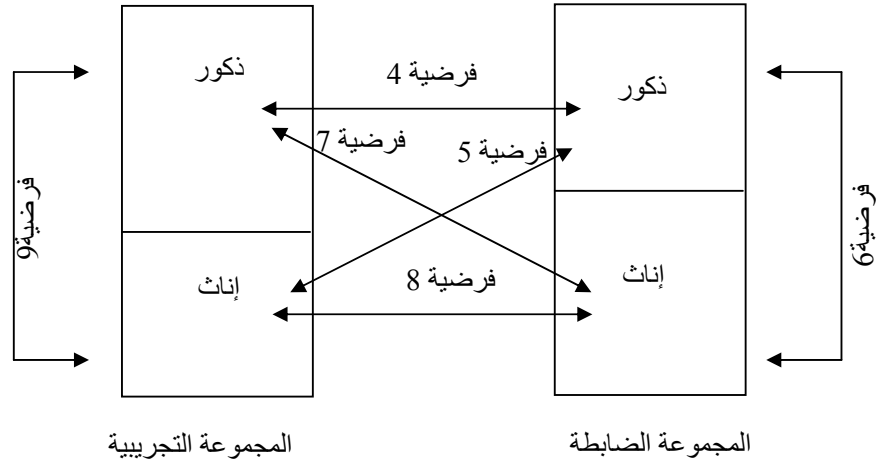 ذكور
فرضية 4
ذكور
فرضية 5
فرضية 7
فرضية6
فرضية9
إناث
فرضية 8
إناث
المجموعة الضابطة
المجموعة التجريبية